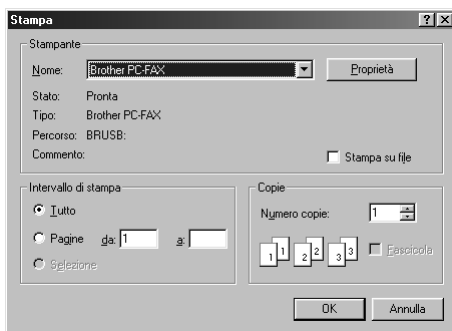 Stampa
Stampante
Nome: Brother PC-FAX Proprietà
Stato: Pronta
Tipo: Brother PC-FAX
Percorso: BRUSB:
Commento: Stampa su file
Intervallo di stampa
Tutto
Pagine da: 1 a:
Selezione
Copie
Numero copie: 1
1 1 2 2 3 3 Fascicola
OK Annulla